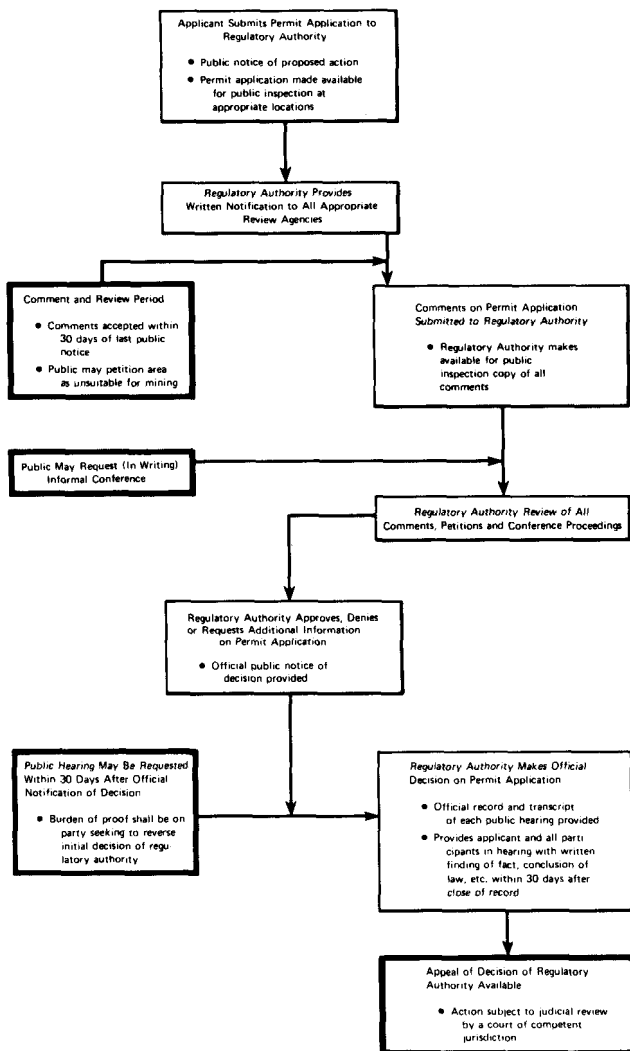 Applicant Submits Permit Application to
Regulatory Authority
● Public notice of proposed action
● Permit application made available
for public inspection at
appropriate locations
Regulatory Authority Provides
Written Notification to All Appropriate
Review Agencies
Comment and Review Period
● Comments accepted within
30 days of last public
notice
● Public may petition area
as unsuitable for mining
Comments on Permit Application
Submitted to Regulatory Authority
● Regulatory Authority makes
available for public
inspection copy of all
comments
Public May Request (In Writing)
Informal Conference
Regulatory Authority Review of All
Comments, Petitions and Conference Proceedings
Regulatory Authority Approves, Denies
or Requests Additional Information
on Permit Application
● Official public notice of
decision provided
Public Hearing May Be Requested
Within 30 Days After Official
Notification of Decision
● Burden of proof shall be on
party seeking to reverse
initial decision of regu
latory authority
Regulatory Authority Makes Official
Decision on Permit Application
● Official record and transcript
of each public hearing provided
● Provides applicant and all parti
cipants in hearing with written
finding of fact, conclusion of
law, etc. within 30 days after
close of record
Appeal of Decision of Regulatory
Authority Available
● Action subject to judicial review
by a court of competent
jurisdiction